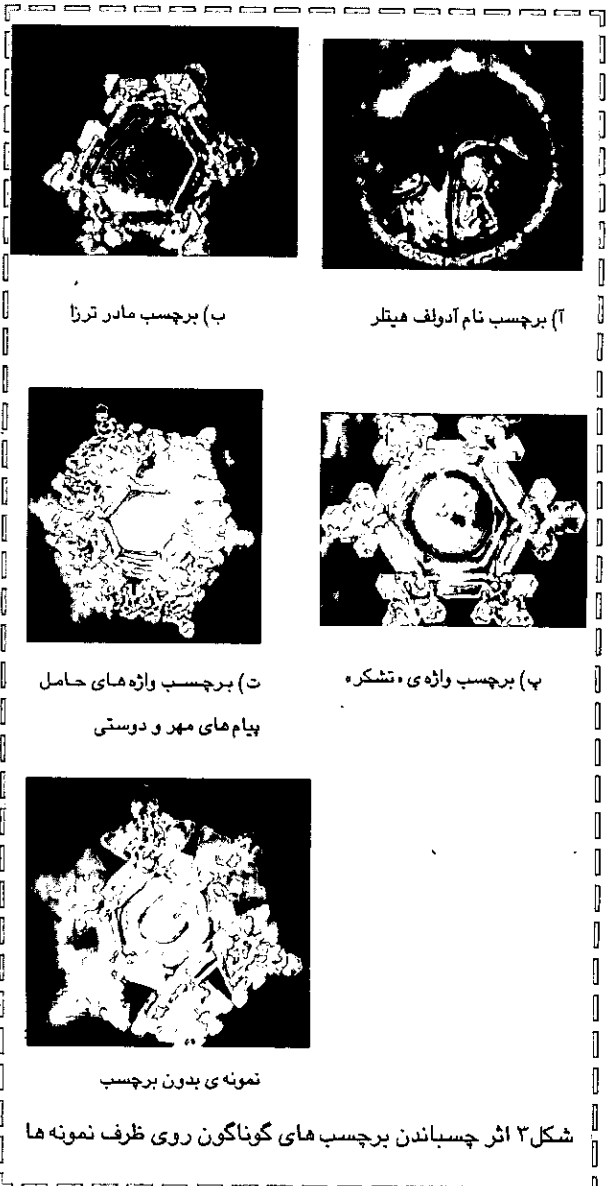 آ) برچسب نام آدولف هیتلر
ب) برچسب مادر ترزا
پ) برچسب واژه ی «تشکر»
ت) برچسب واژه های حامل
پیام های مهر و دوستی
نمونه ی بدون برچسب
شکل۳ اثر چسباندن برچسب های گوناگون روی ظرف نمونه ها